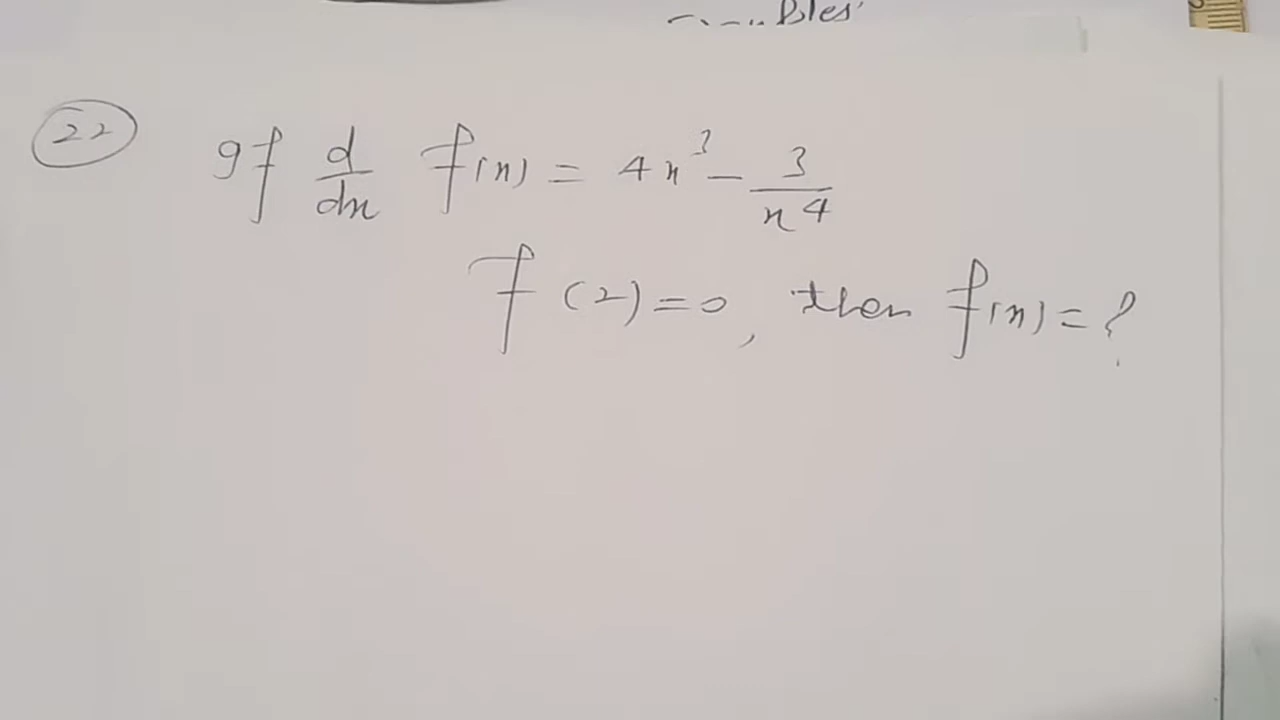 22 If d/dx f(x) = 4x³ - 3/x⁴
f(2)=0, then f(x)=?